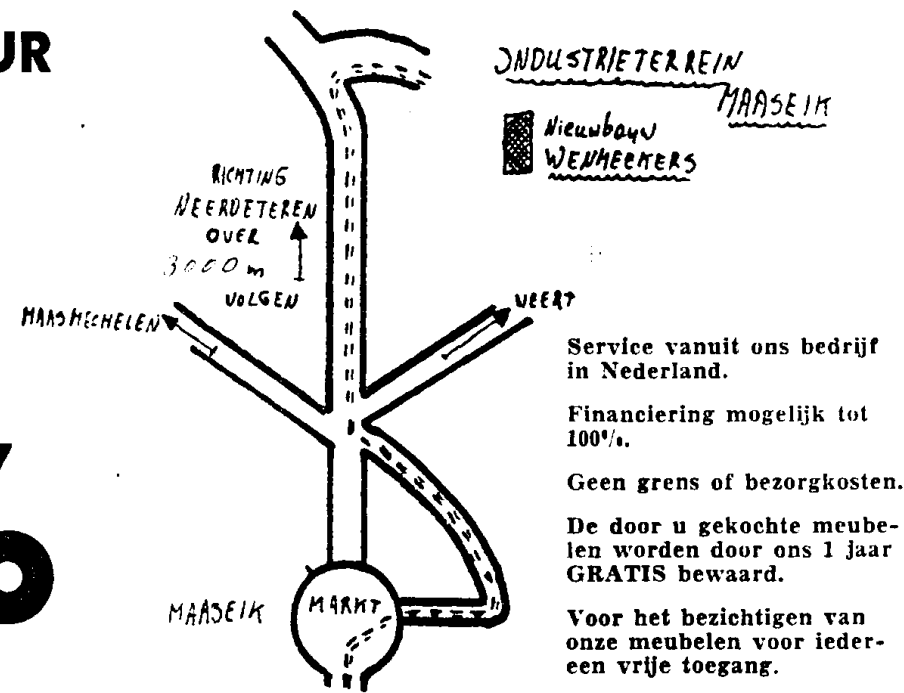 UR
INDUSTRIETERREIN
MAASEIK
Nieuwbouw
WENMECKERS
RICHTING
NEEROETEREN
OVER
3000 m
VOLGEN
MAASMECHELEN
WEERT
Service vanuit ons bedrijf
in Nederland.
Financiering mogelijk tot
100%.
Geen grens of bezorgkosten.
De door u gekochte meube-
len worden door ons 1 jaar
GRATIS bewaard.
Voor het bezichtigen van
onze meubelen voor ieder-
een vrije toegang.
MAASEIK
MARKT